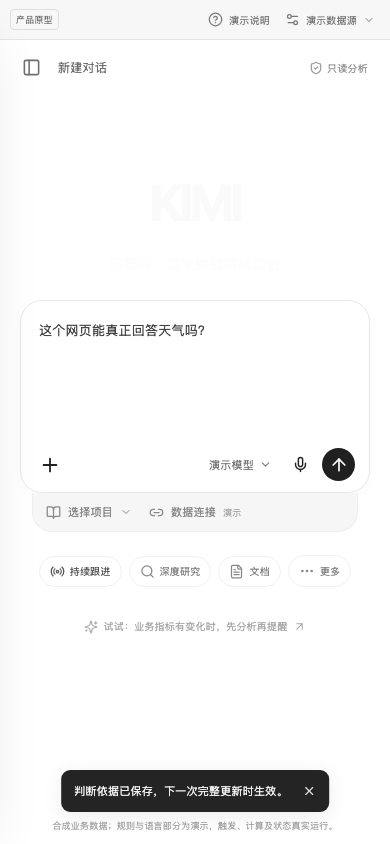 产品原型
演示说明
演示数据源
新建对话
只读分析
KIMI
这个网页能真正回答天气吗?
演示模型
选择项目
数据连接 演示
持续跟进
深度研究
文档
更多
试试：业务指标有变化时，先分析再提醒
判断依据已保存，下一次完整更新时生效。
合成业务数据；规则与语言部分为演示，触发、计算及状态真实运行。